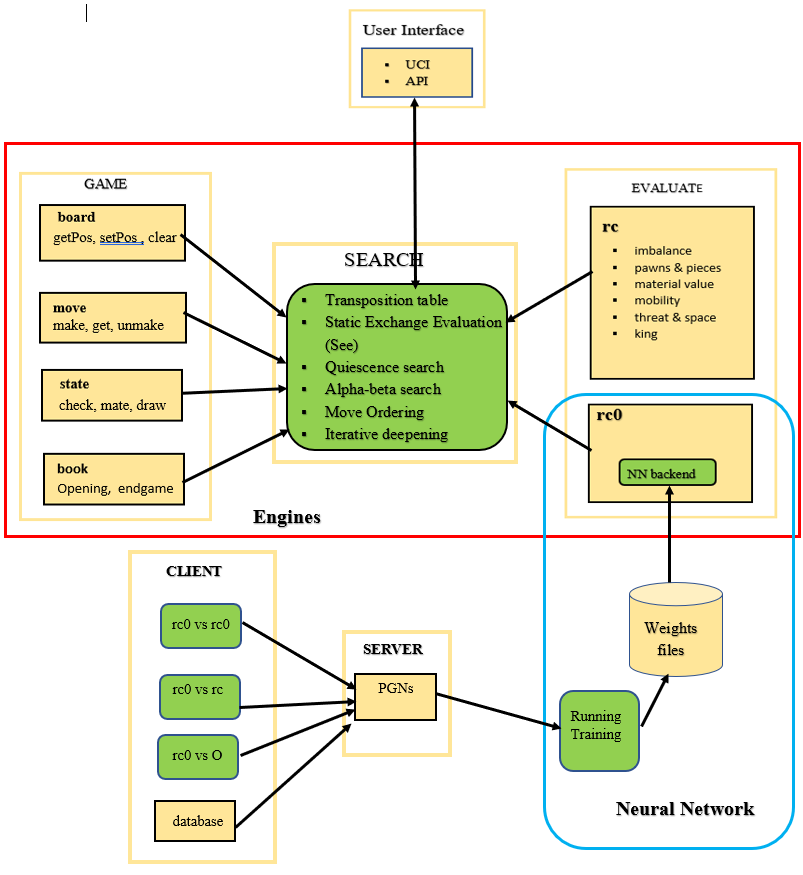 User Interface
▪ UCI
▪ API
GAME
board
getPos, setPos , clear
move
make, get, unmake
state
check, mate, draw
book
Opening, endgame
SEARCH
▪ Transposition table
▪ Static Exchange Evaluation
(See)
▪ Quiescence search
▪ Alpha-beta search
▪ Move Ordering
▪ Iterative deepening
EVALUATE
rc
▪ imbalance
▪ pawns & pieces
▪ material value
▪ mobility
▪ threat & space
▪ king
rc0
NN backend
Engines
CLIENT
rc0 vs rc0
rc0 vs rc
rc0 vs O
database
SERVER
PGNs
Weights
files
Running
Training
Neural Network